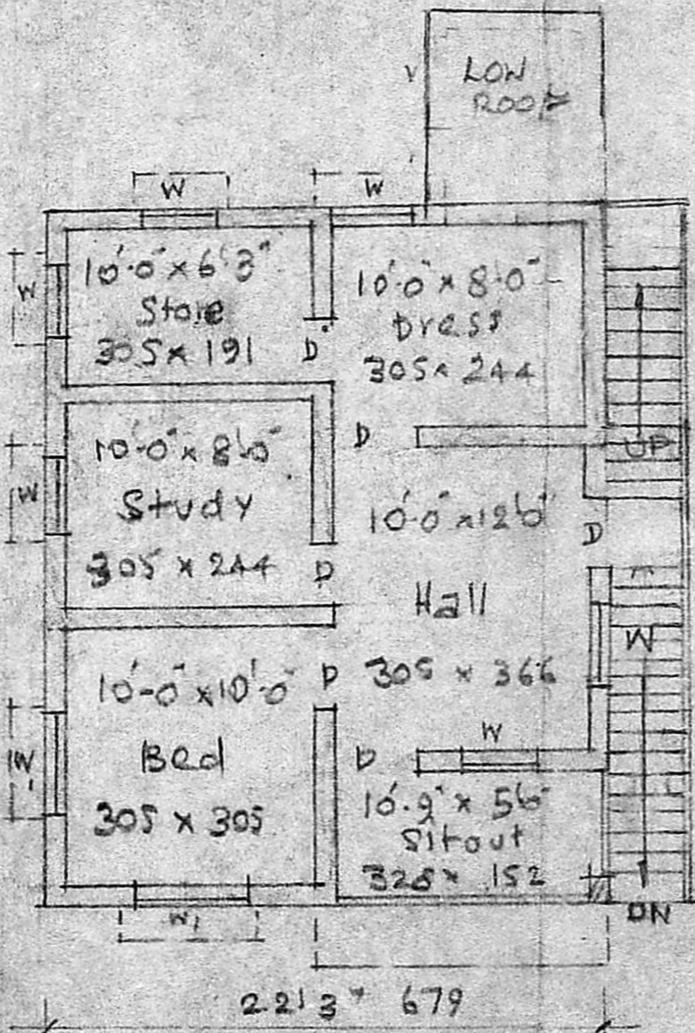 LOW
ROOF
W
W
W
10'-0" x 6'3"
Store
305 x 191
D
10'-0" x 8'-0"
Dress
305 x 244
D
UP
W
10'-0" x 8'-0"
Study
305 x 244
D
10'-0" x 12'-0"
Hall
305 x 366
D
W
W
10'-0" x 10'-0"
Bed
305 x 305
D
W
D
10'-9" x 5'-0"
Sitout
328 x 152
W1
DN
22'3" 679